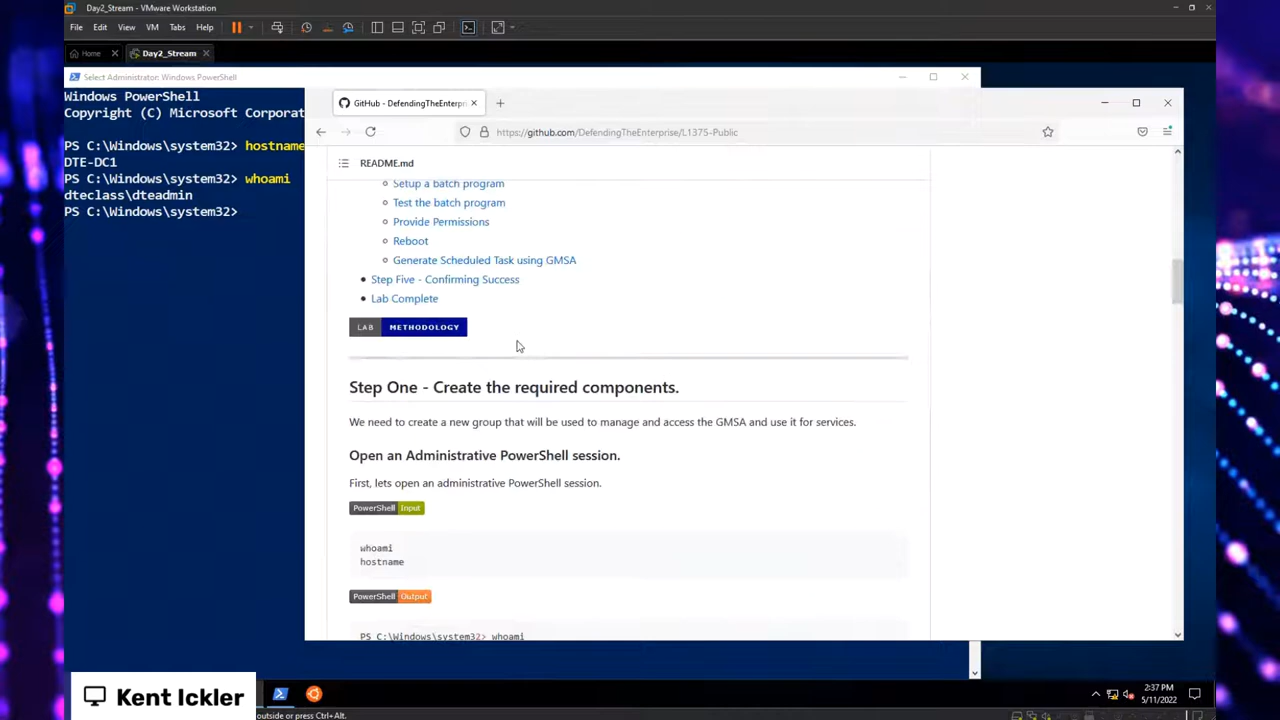 Day2_Stream - VMware Workstation
File Edit View VM Tabs Help
Home Day2_Stream
Select Administrator: Windows PowerShell
Windows PowerShell
Copyright (C) Microsoft Corporat
PS C:\Windows\system32> hostname
DTE-DC1
PS C:\Windows\system32> whoami
dteclass\dteadmin
PS C:\Windows\system32>
GitHub - DefendingTheEnterpri
https://github.com/DefendingTheEnterprise/L1375-Public
README.md
Setup a batch program
Test the batch program
Provide Permissions
Reboot
Generate Scheduled Task using GMSA
Step Five - Confirming Success
Lab Complete
LAB METHODOLOGY
Step One - Create the required components.
We need to create a new group that will be used to manage and access the GMSA and use it for services.
Open an Administrative PowerShell session.
First, lets open an administrative PowerShell session.
PowerShell Input
whoami
hostname
PowerShell Output
PS C:\Windows\system32> whoami
Kent Ickler
2:37 PM
5/11/2022
outside or press Ctrl+Alt.